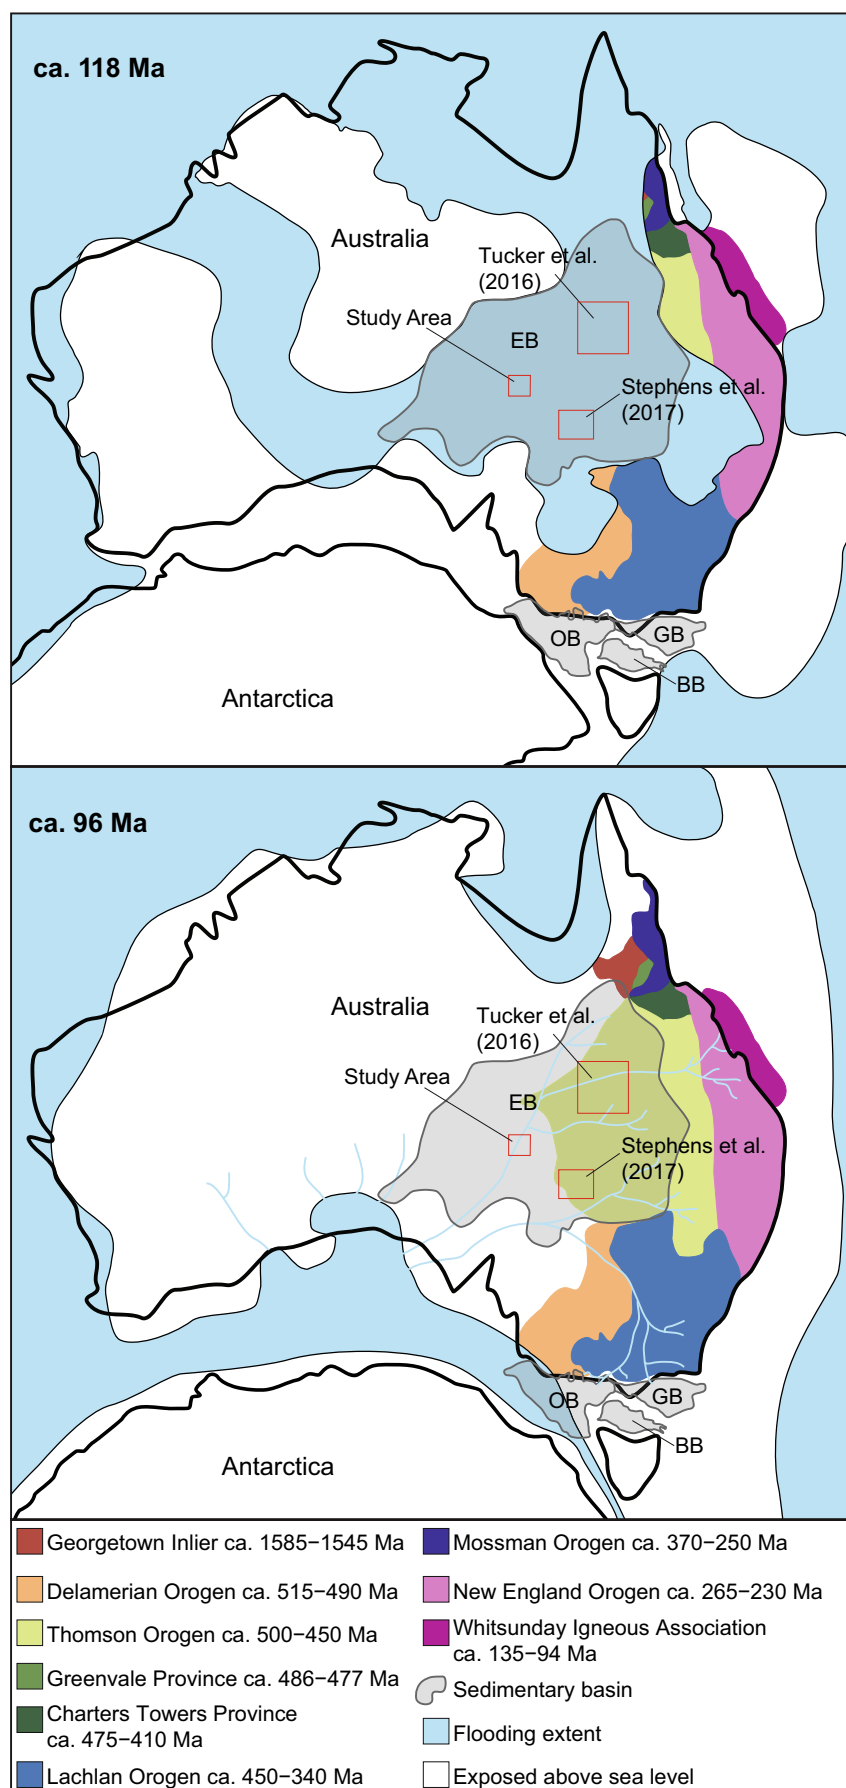 ca. 118 Ma
Australia
Tucker et al.
(2016)
Study Area
EB
Stephens et al.
(2017)
OB
GB
BB
Antarctica
ca. 96 Ma
Australia
Tucker et al.
(2016)
Study Area
EB
Stephens et al.
(2017)
OB
GB
BB
Antarctica
Georgetown Inlier ca. 1585−1545 Ma
Delamerian Orogen ca. 515−490 Ma
Thomson Orogen ca. 500−450 Ma
Greenvale Province ca. 486−477 Ma
Charters Towers Province
ca. 475−410 Ma
Lachlan Orogen ca. 450−340 Ma
Mossman Orogen ca. 370−250 Ma
New England Orogen ca. 265−230 Ma
Whitsunday Igneous Association
ca. 135−94 Ma
Sedimentary basin
Flooding extent
Exposed above sea level